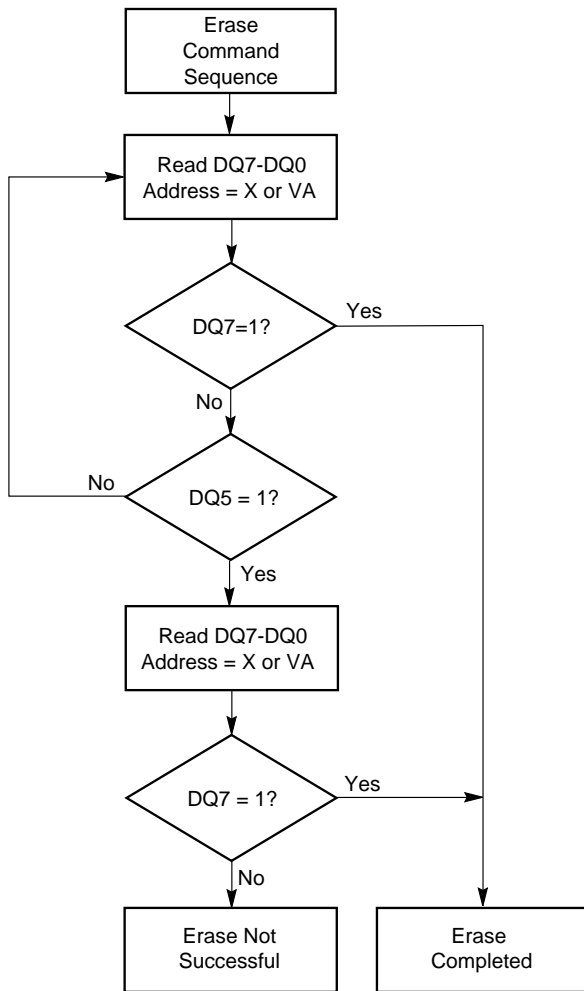 Erase
Command
Sequence
Read DQ7-DQ0
Address = X or VA
DQ7=1?
Yes
No
DQ5 = 1?
No
Yes
Read DQ7-DQ0
Address = X or VA
DQ7 = 1?
Yes
No
Erase Not
Successful
Erase
Completed